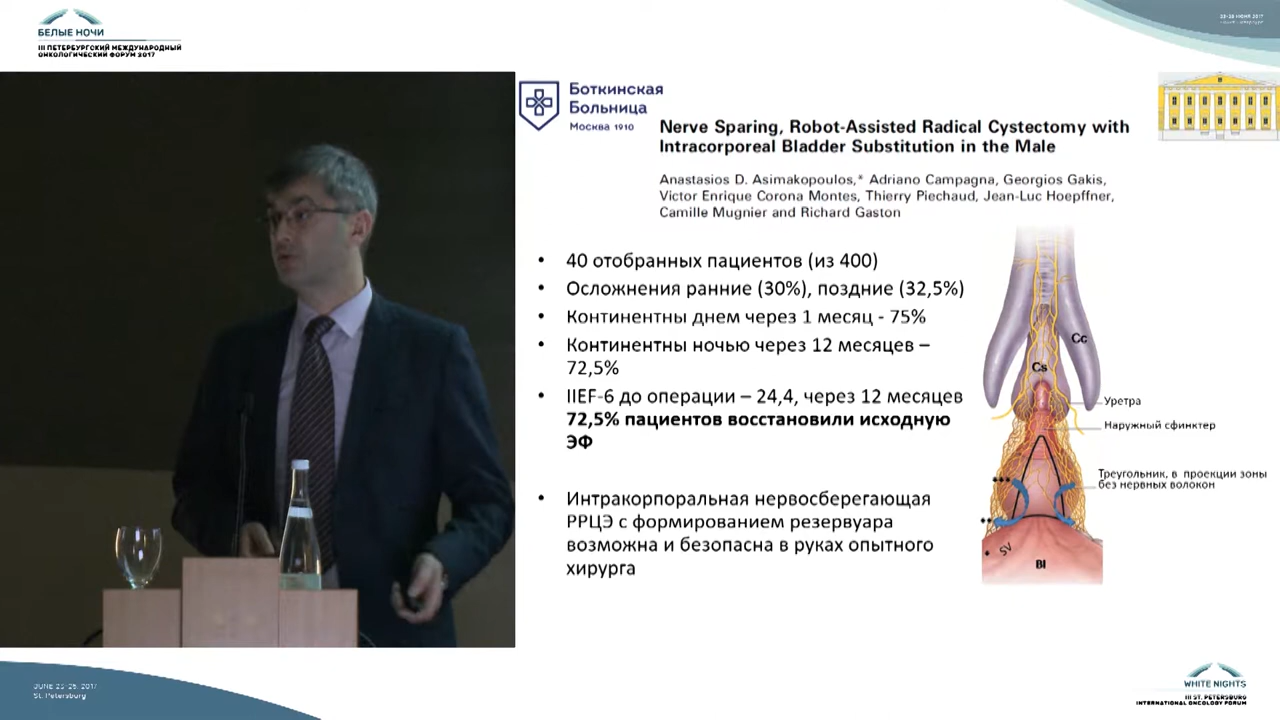 БЕЛЫЕ НОЧИ
III ПЕТЕРБУРГСКИЙ МЕЖДУНАРОДНЫЙ
ОНКОЛОГИЧЕСКИЙ ФОРУМ 2017
Боткинская
Больница
Москва 1910
Nerve Sparing, Robot-Assisted Radical Cystectomy with
Intracorporeal Bladder Substitution in the Male
Anastasios D. Asimakopoulos,* Adriano Campagna, Georgios Gakis,
Victor Enrique Corona Montes, Thierry Piechaud, Jean-Luc Hoepffner,
Camille Mugnier and Richard Gaston
• 40 отобранных пациентов (из 400)
• Осложнения ранние (30%), поздние (32,5%)
• Континентны днем через 1 месяц - 75%
• Континентны ночью через 12 месяцев –
72,5%
• IIEF-6 до операции – 24,4, через 12 месяцев
72,5% пациентов восстановили исходную
ЭФ
• Интракорпоральная нервосберегающая
РРЦЭ с формированием резервуара
возможна и безопасна в руках опытного
хирурга
Cc
Cs
Уретра
Наружный сфинктер
Треугольник, в проекции зоны
без нервных волокон
SV
Bl
JUNE 23-25, 2017,
St. Petersburg
WHITE NIGHTS
III ST. PETERSBURG
INTERNATIONAL ONCOLOGY FORUM